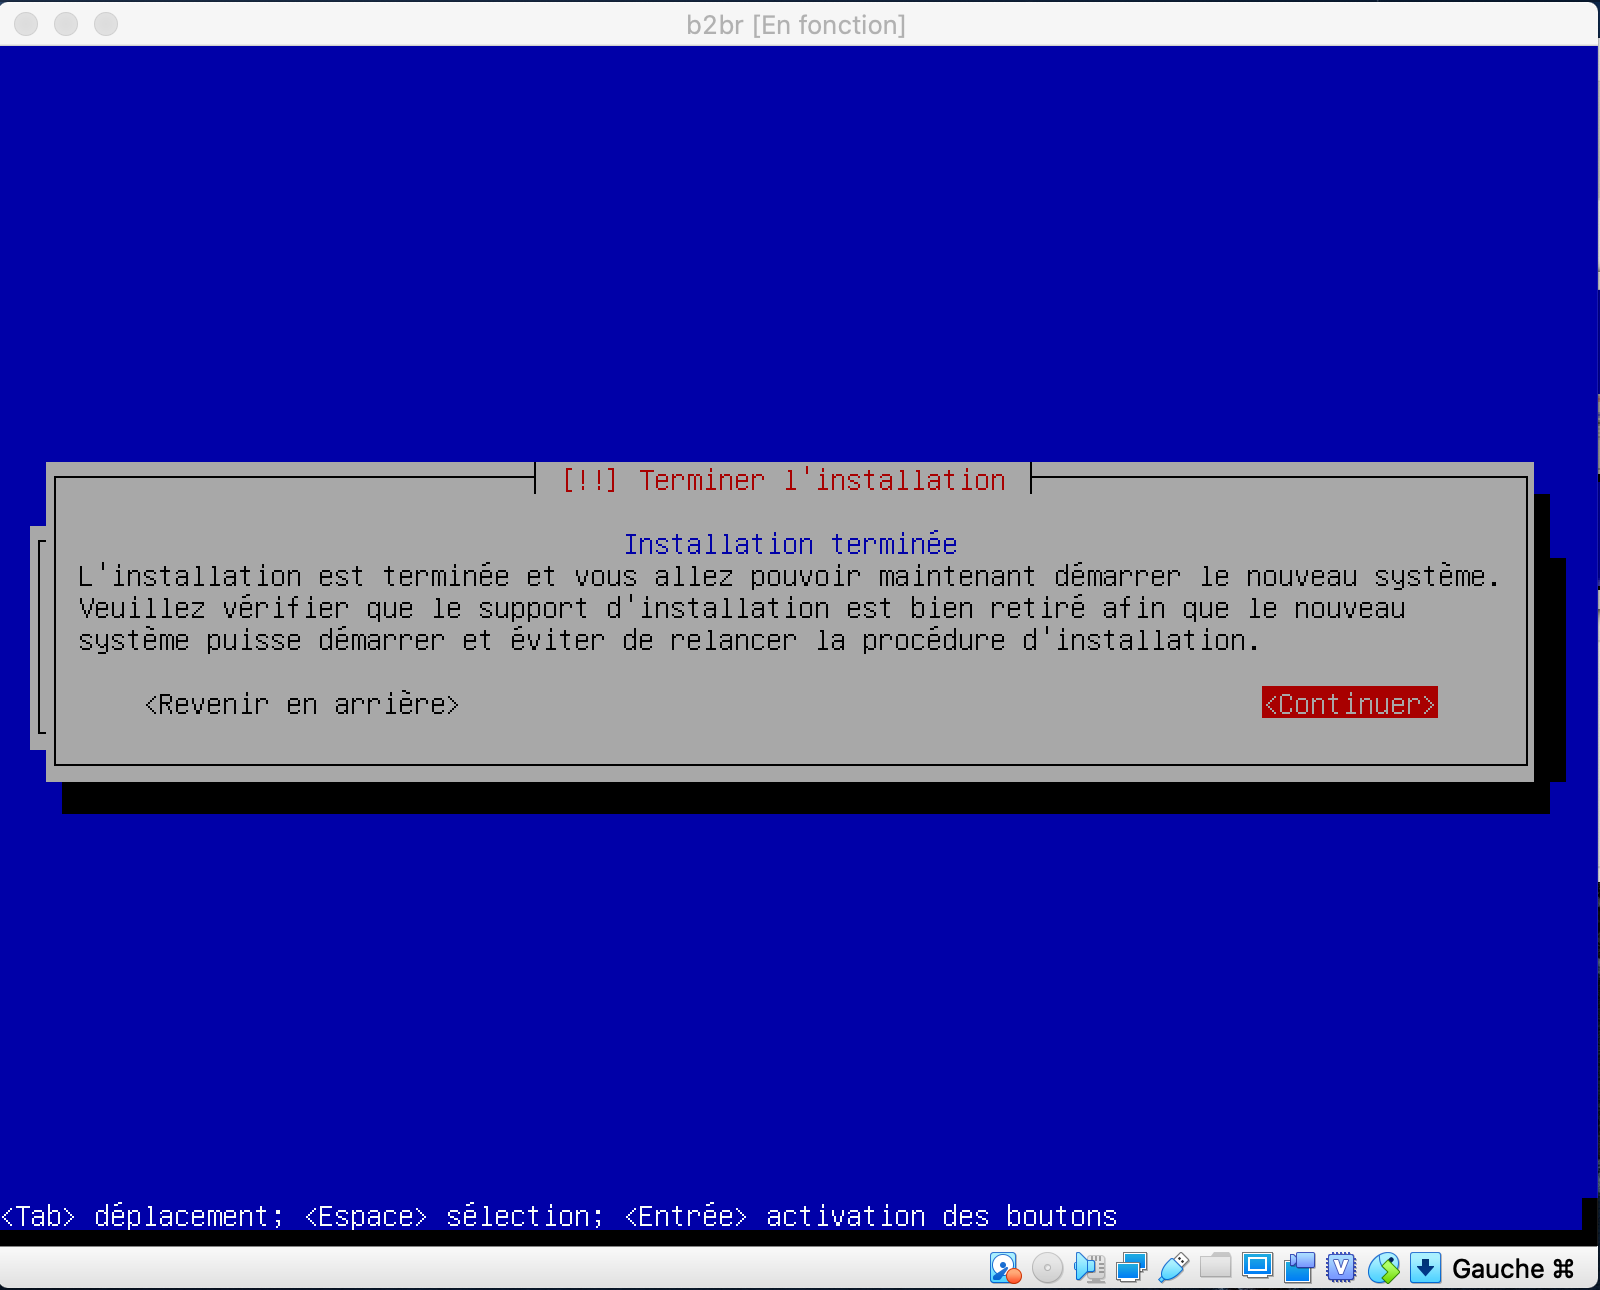 b2br [En fonction]
[!!] Terminer l'installation
Installation terminée
L'installation est terminée et vous allez pouvoir maintenant démarrer le nouveau système.
Veuillez vérifier que le support d'installation est bien retiré afin que le nouveau
système puisse démarrer et éviter de relancer la procédure d'installation.
<Revenir en arrière> <Continuer>
<Tab> déplacement; <Espace> sélection; <Entrée> activation des boutons
V
Gauche ⌘